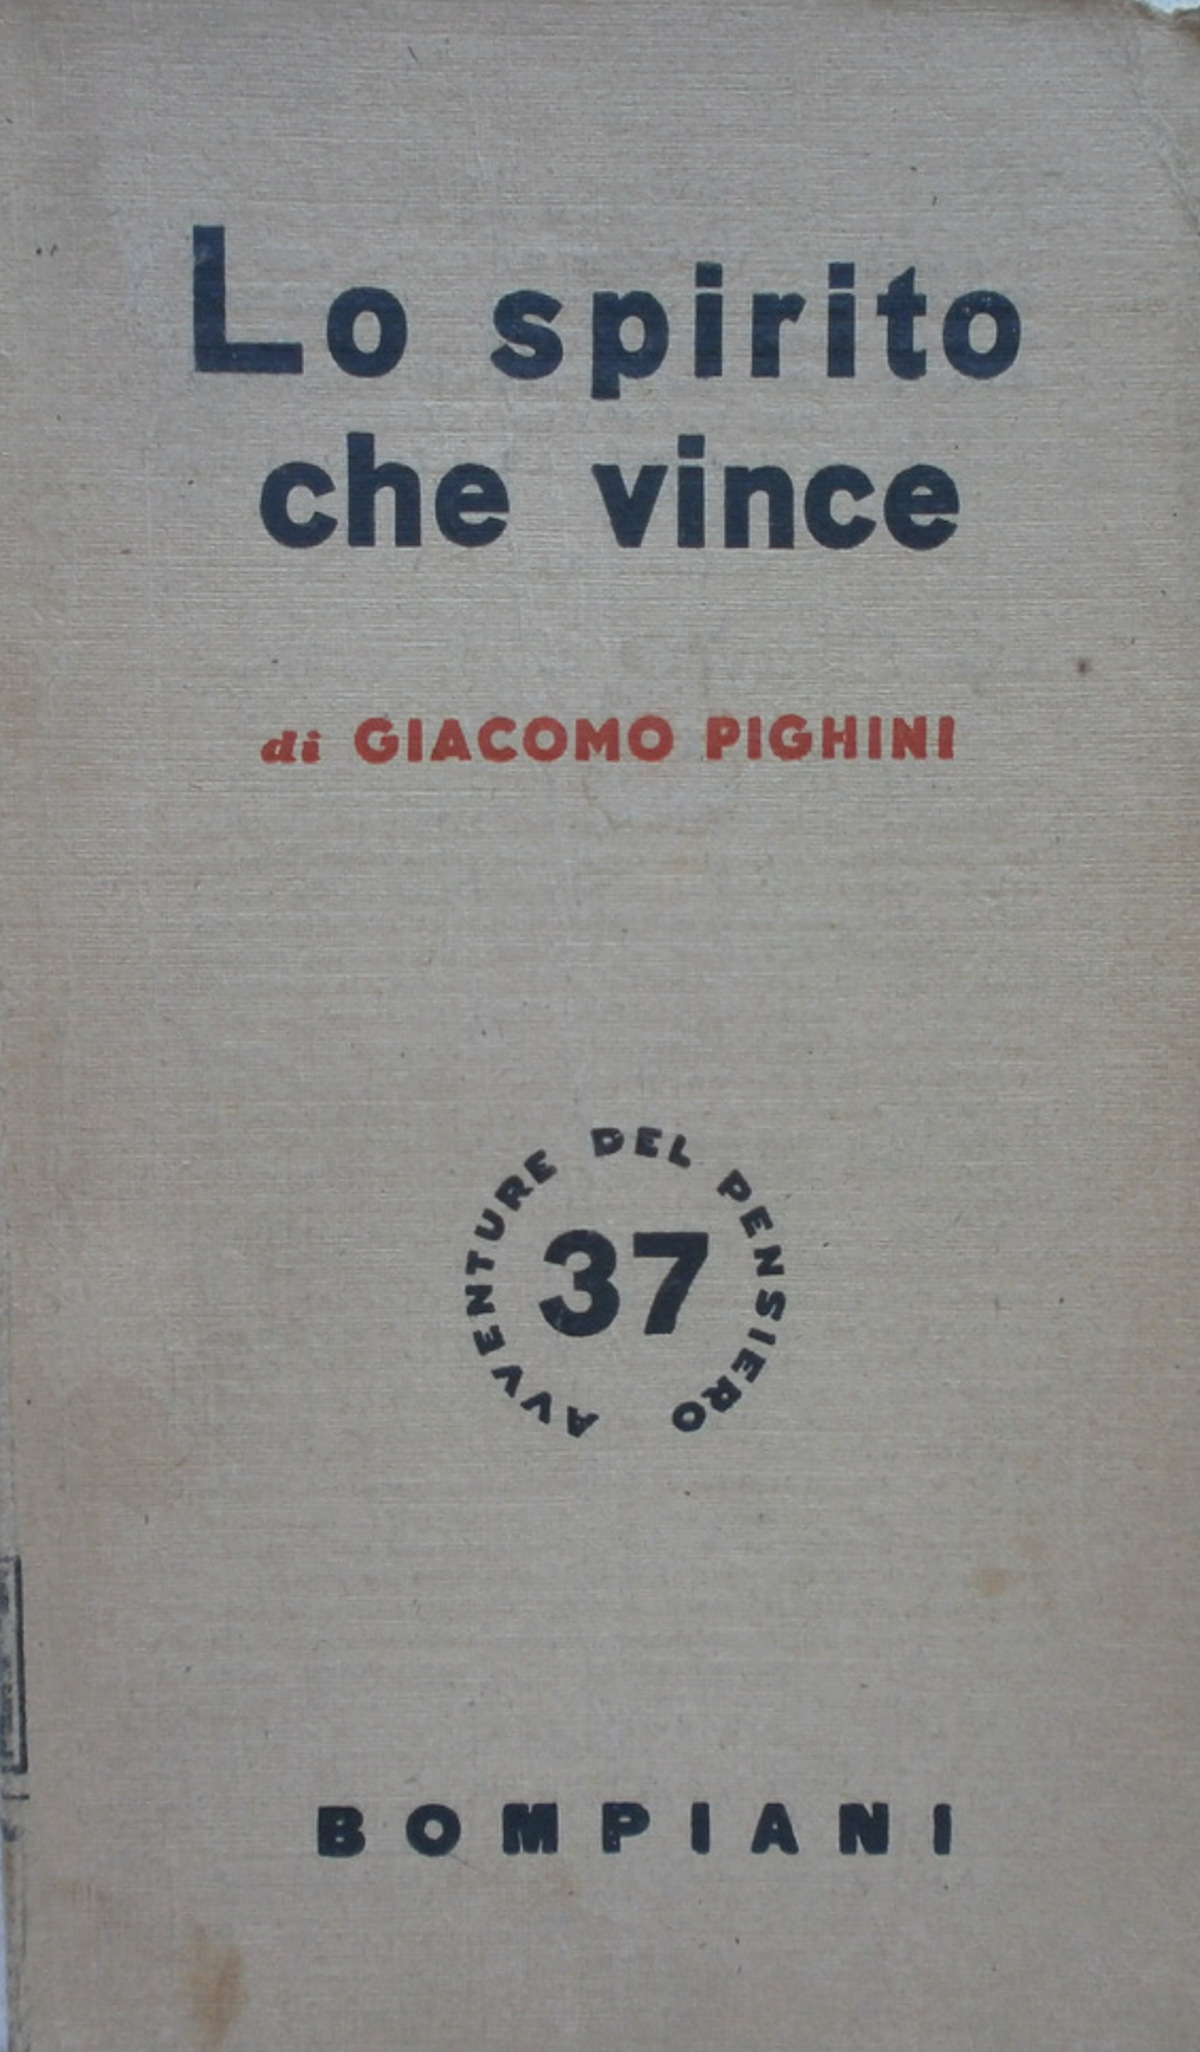 Lo spirito
che vince
di GIACOMO PIGHINI
AVVENTURE DEL PENSIERO
37
BOMPIANI